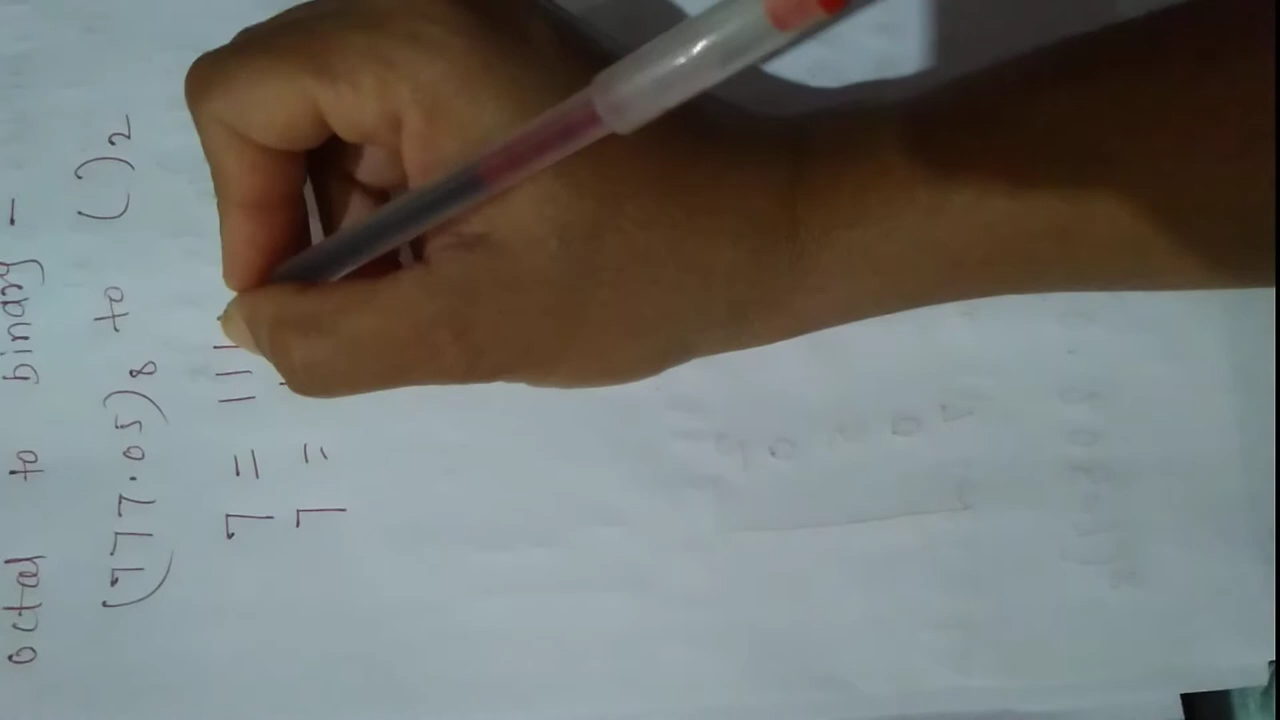 octal to binary -
(777.05)8 to ( )2
7 = 111
7 =